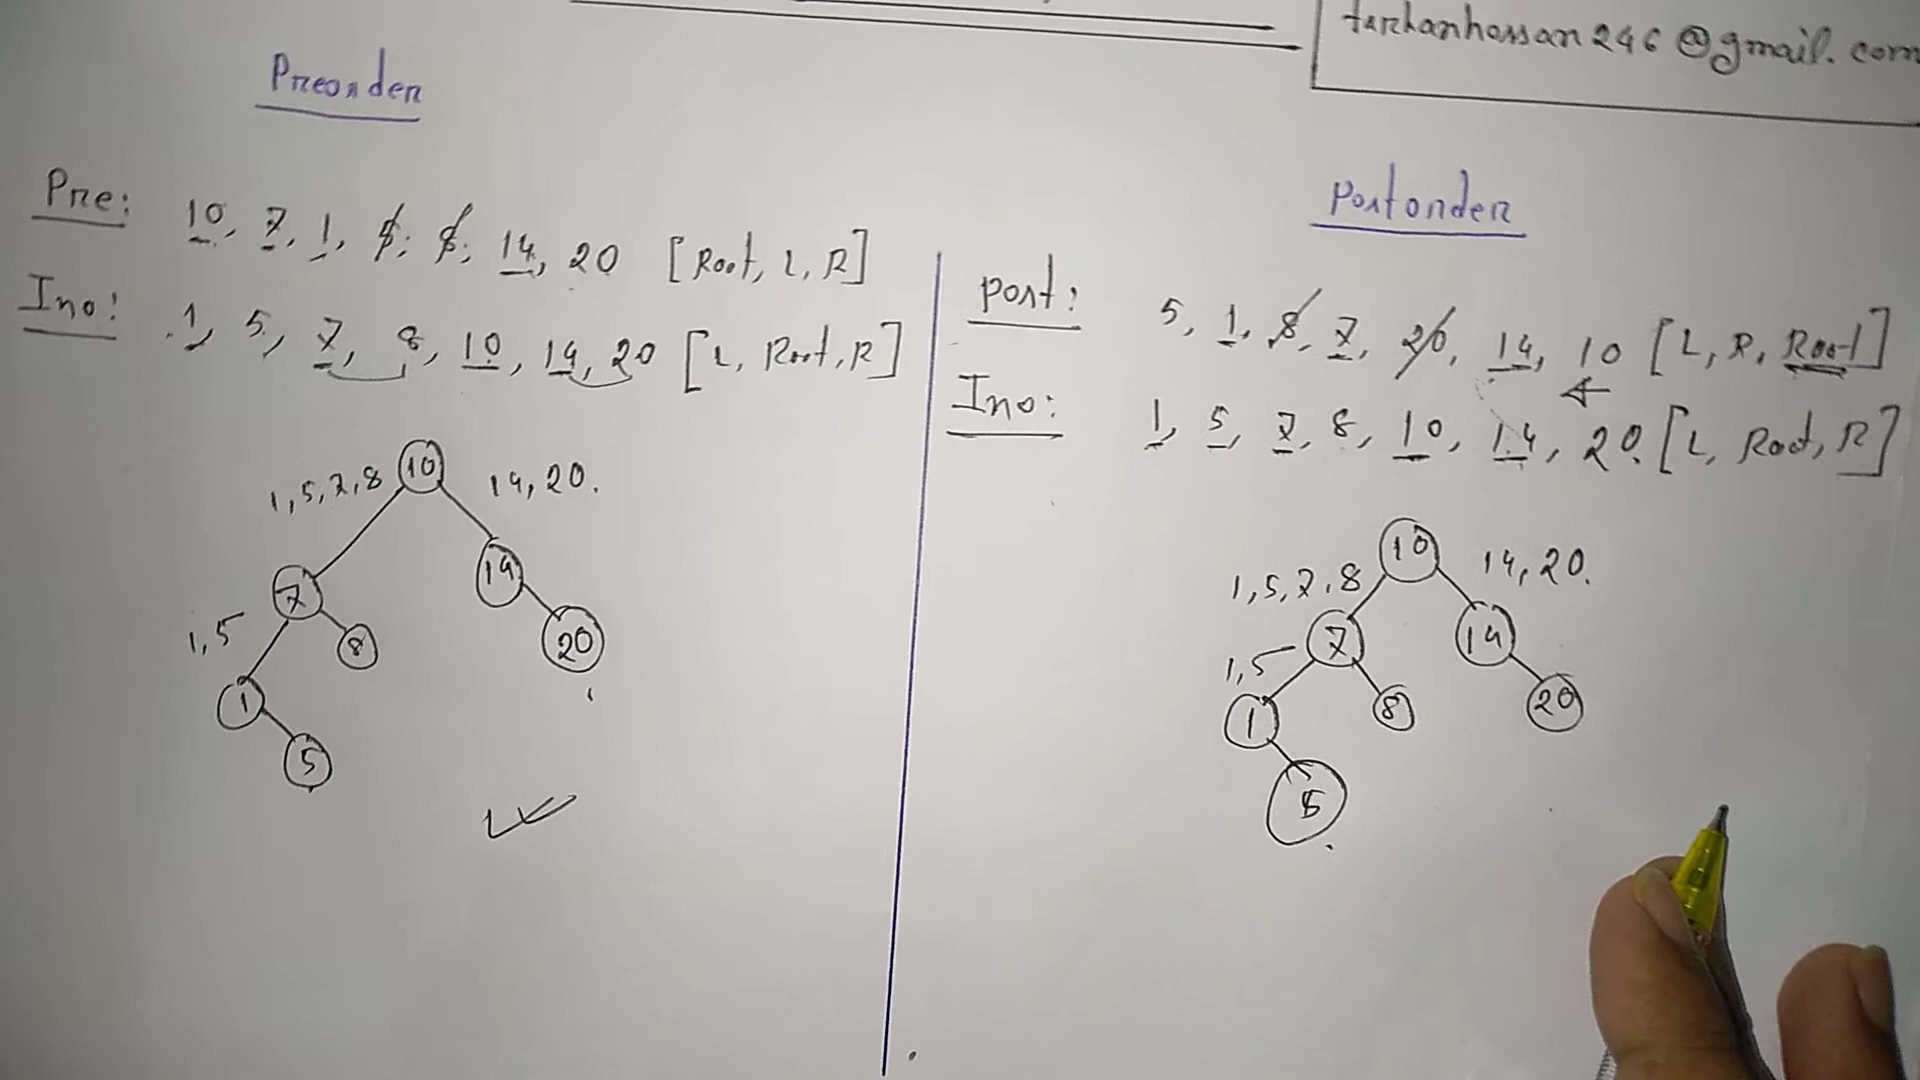 turhanhossan246@gmail.com
Preorder
Pre: 10, 7, 1, 5, 8, 14, 20 [Root, L, R]
Ino: 1, 5, 7, 8, 10, 14, 20 [L, Root, R]
10
1, 5, 7, 8
14, 20.
7
14
1, 5
8
20
1
5
Postorder
post: 5, 1, 8, 7, 20, 14, 10 [L, R, Root]
Ino: 1, 5, 7, 8, 10, 14, 20. [L, Root, R]
10
1, 5, 7, 8
14, 20.
7
14
1, 5
8
20
1
5